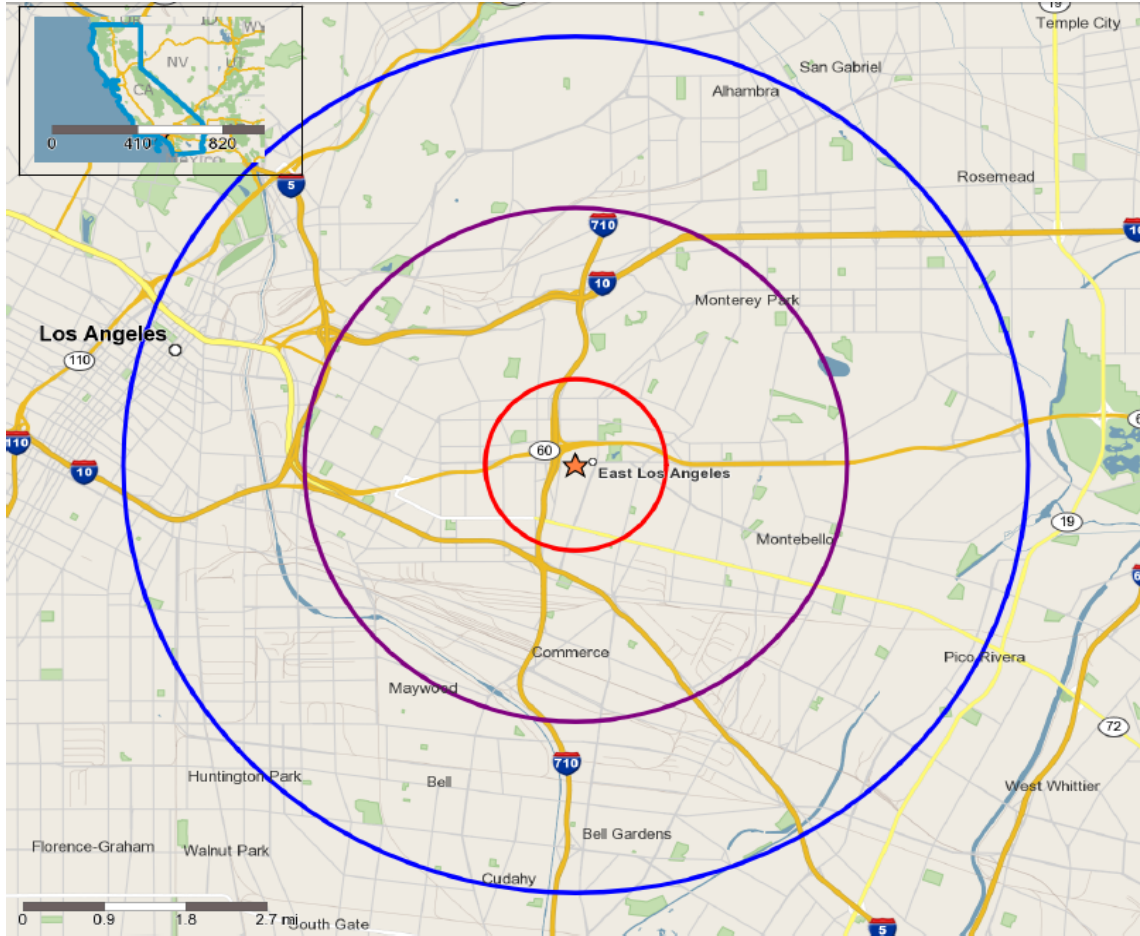 19
Temple City
WY
NV
UT
CA
0 410 820
MEXICO
San Gabriel
Alhambra
5
Rosemead
710
10
10
Monterey Park
Los Angeles
110
60
East Los Angeles
110
10
19
Montebello
Commerce
Pico Rivera
Maywood
72
710
Huntington Park
Bell
West Whittier
Bell Gardens
Florence-Graham
Walnut Park
Cudahy
0 0.9 1.8 2.7 mi
South Gate
5